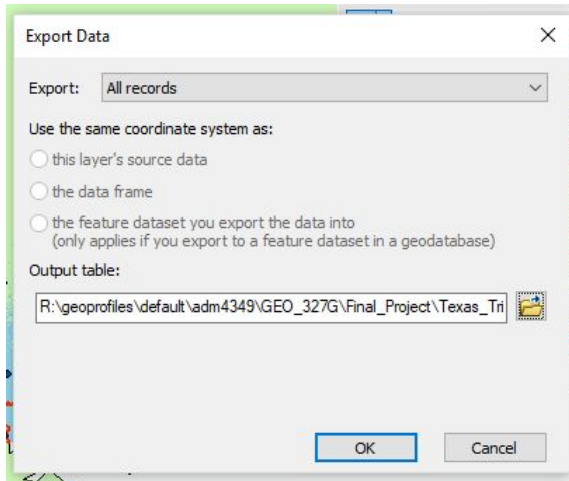 Export Data
Export: All records
Use the same coordinate system as:
this layer's source data
the data frame
the feature dataset you export the data into
(only applies if you export to a feature dataset in a geodatabase)
Output table:
R:\geoprofiles\default\adm4349\GEO_327G\Final_Project\Texas_Tri
OK Cancel